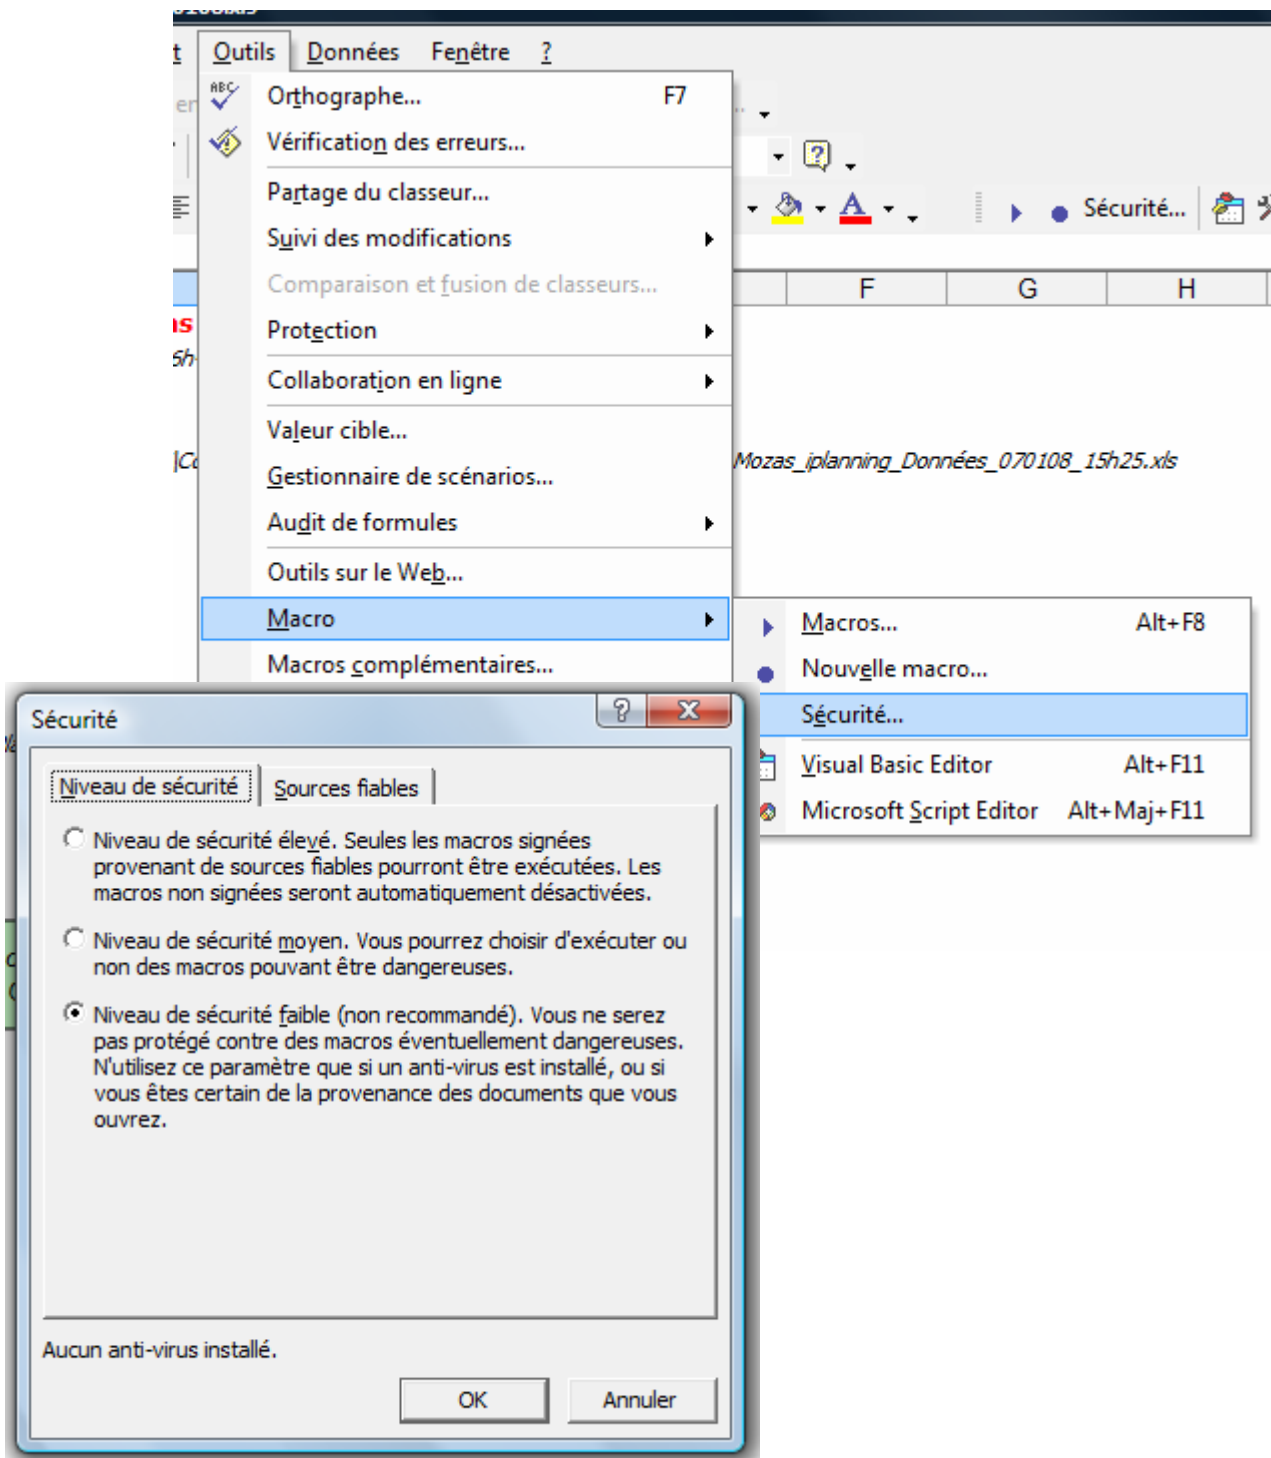 Outils Données Fenêtre ?
Orthographe... F7
Vérification des erreurs...
Partage du classeur...
Suivi des modifications
Sécurité...
Comparaison et fusion de classeurs...
F G H
Protection
Collaboration en ligne
Valeur cible...
Mozas_iplanning_Données_070108_15h25.xls
Gestionnaire de scénarios...
Audit de formules
Outils sur le Web...
Macro
Macros complémentaires...
Macros... Alt+F8
Nouvelle macro...
Sécurité...
Visual Basic Editor Alt+F11
Microsoft Script Editor Alt+Maj+F11
Sécurité
Niveau de sécurité Sources fiables
Niveau de sécurité élevé. Seules les macros signées
provenant de sources fiables pourront être exécutées. Les
macros non signées seront automatiquement désactivées.
Niveau de sécurité moyen. Vous pourrez choisir d'exécuter ou
non des macros pouvant être dangereuses.
Niveau de sécurité faible (non recommandé). Vous ne serez
pas protégé contre des macros éventuellement dangereuses.
N'utilisez ce paramètre que si un anti-virus est installé, ou si
vous êtes certain de la provenance des documents que vous
ouvrez.
Aucun anti-virus installé.
OK Annuler